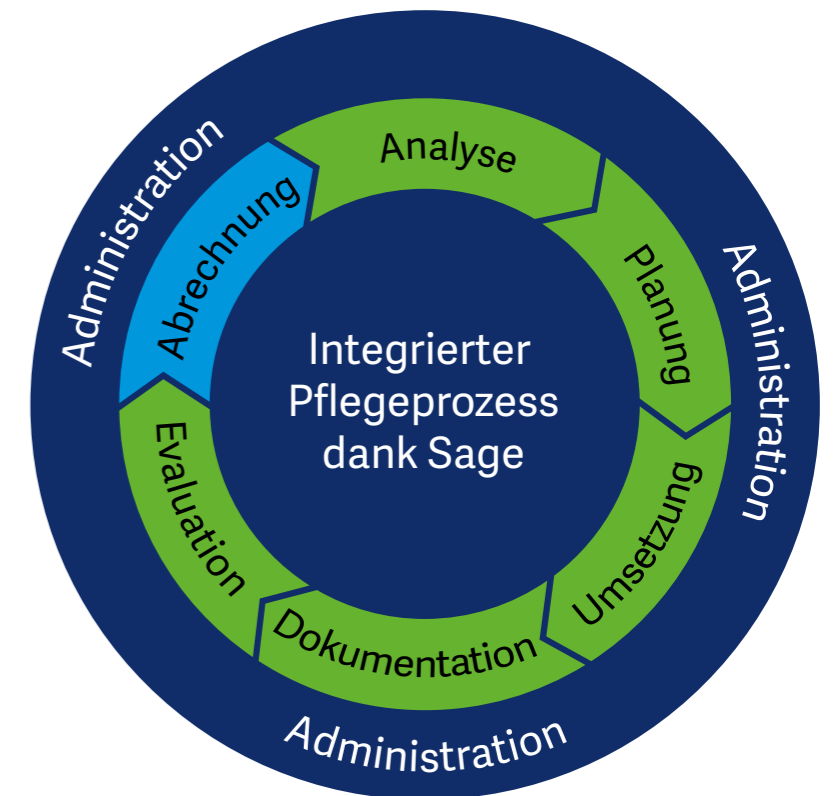 Administration
Administration
Administration
Analyse
Planung
Umsetzung
Dokumentation
Evaluation
Abrechnung
Integrierter
Pflegeprozess
dank Sage